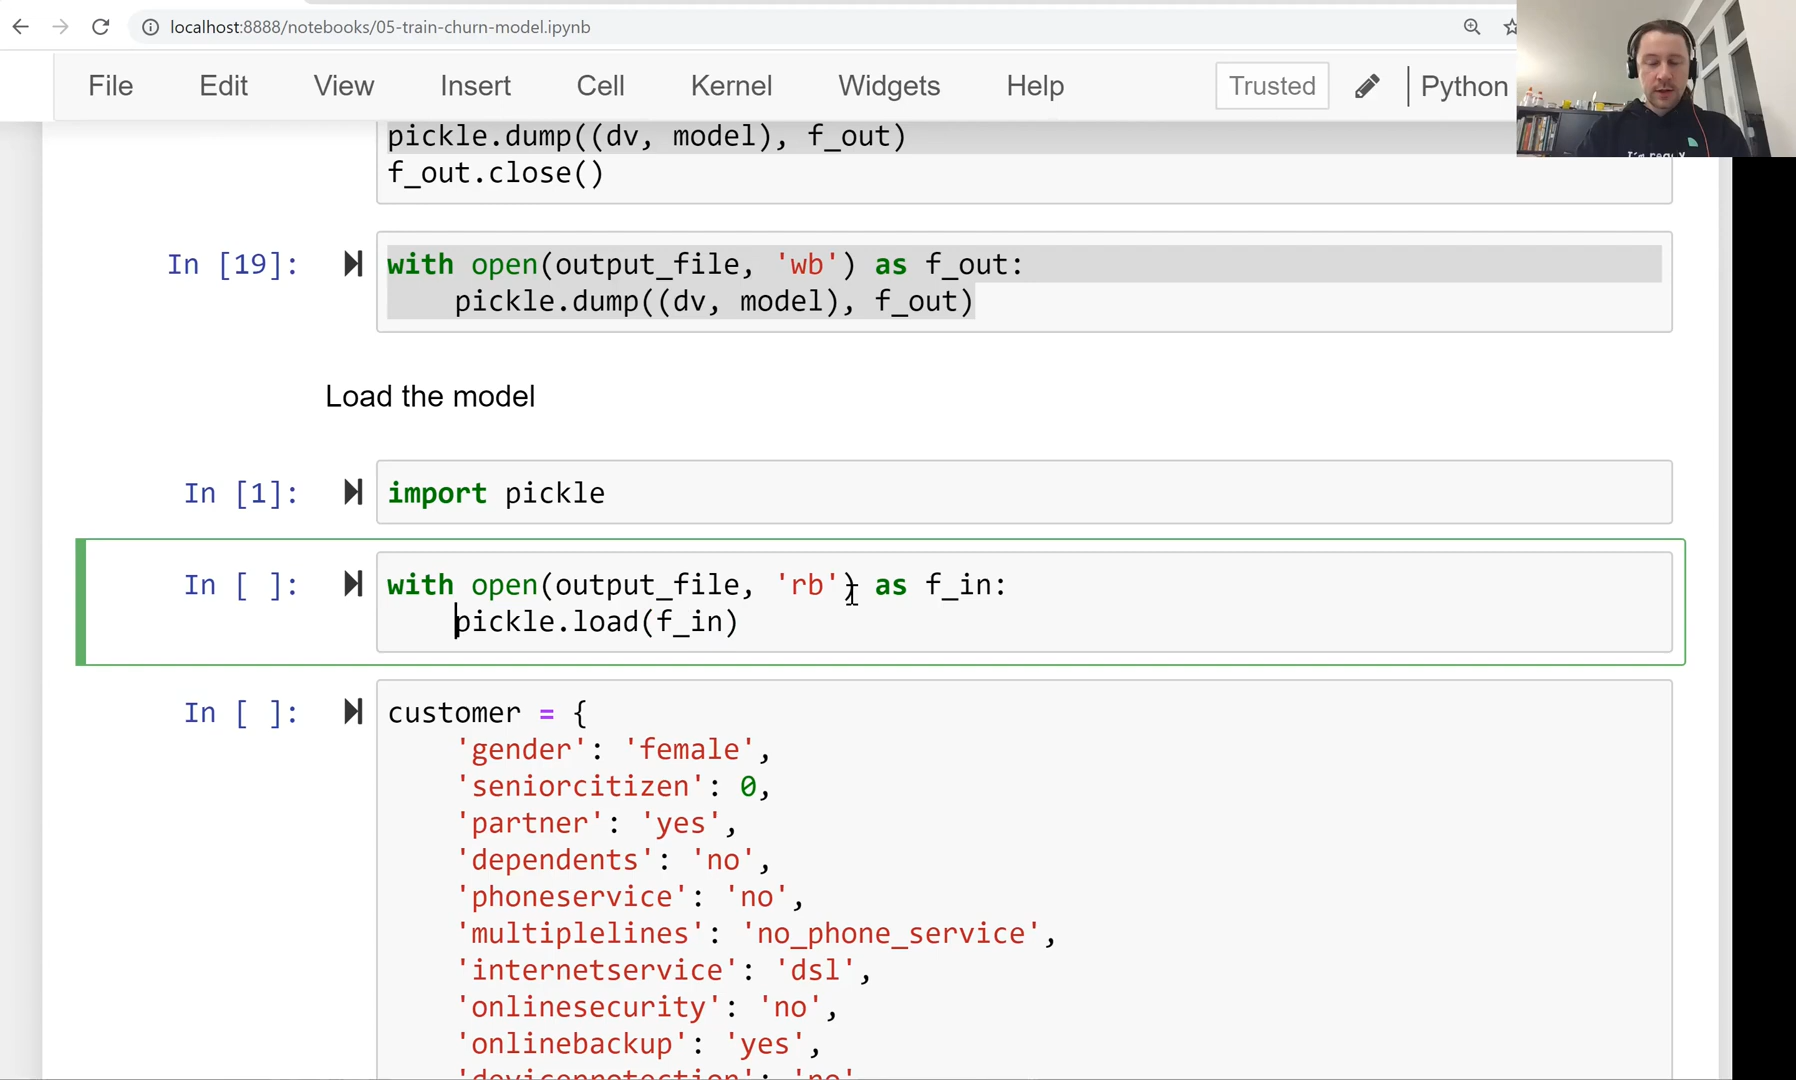 localhost:8888/notebooks/05-train-churn-model.ipynb
File Edit View Insert Cell Kernel Widgets Help Trusted Python
pickle.dump((dv, model), f_out)
f_out.close()
In [19]: with open(output_file, 'wb') as f_out:
pickle.dump((dv, model), f_out)
Load the model
In [1]: import pickle
In [ ]: with open(output_file, 'rb') as f_in:
pickle.load(f_in)
In [ ]: customer = {
'gender': 'female',
'seniorcitizen': 0,
'partner': 'yes',
'dependents': 'no',
'phoneservice': 'no',
'multiplelines': 'no_phone_service',
'internetservice': 'dsl',
'onlinesecurity': 'no',
'onlinebackup': 'yes',